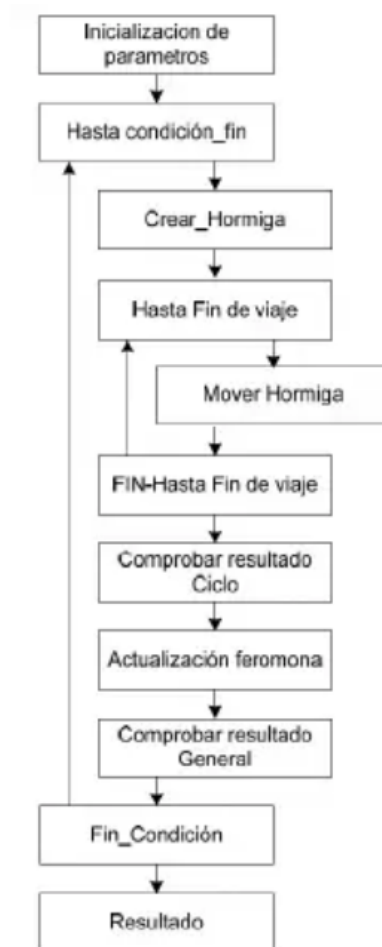 Inicializacion de
parametros
Hasta condición_fin
Crear_Hormiga
Hasta Fin de viaje
Mover Hormiga
FIN-Hasta Fin de viaje
Comprobar resultado
Ciclo
Actualización feromona
Comprobar resultado
General
Fin_Condición
Resultado